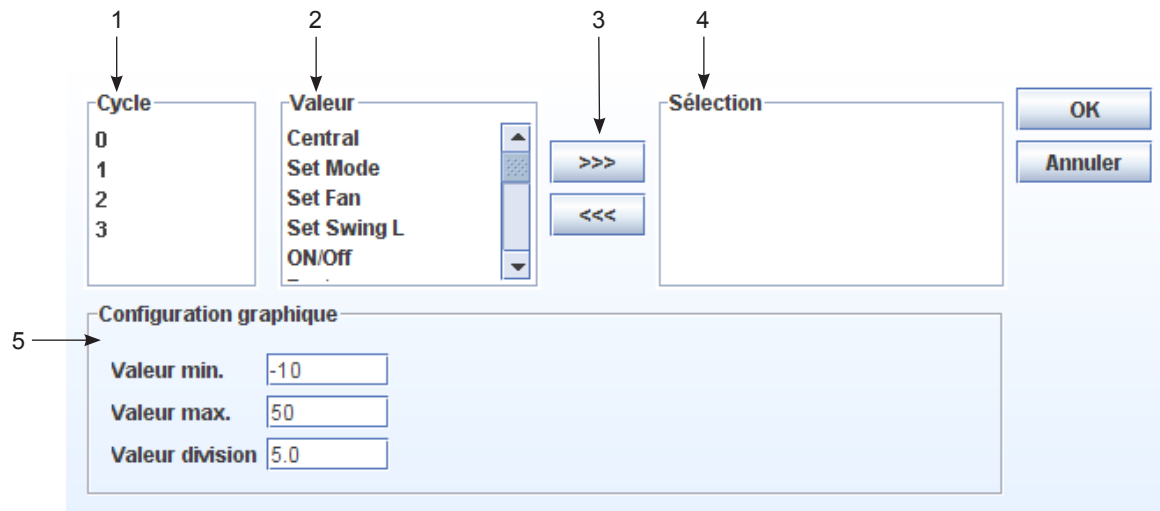 1 2 3 4
Cycle Valeur Sélection
0
1
2
3
Central
Set Mode
Set Fan
Set Swing L
ON/Off
>>>
<<<
OK
Annuler
5
Configuration graphique
Valeur min. -10
Valeur max. 50
Valeur division 5.0